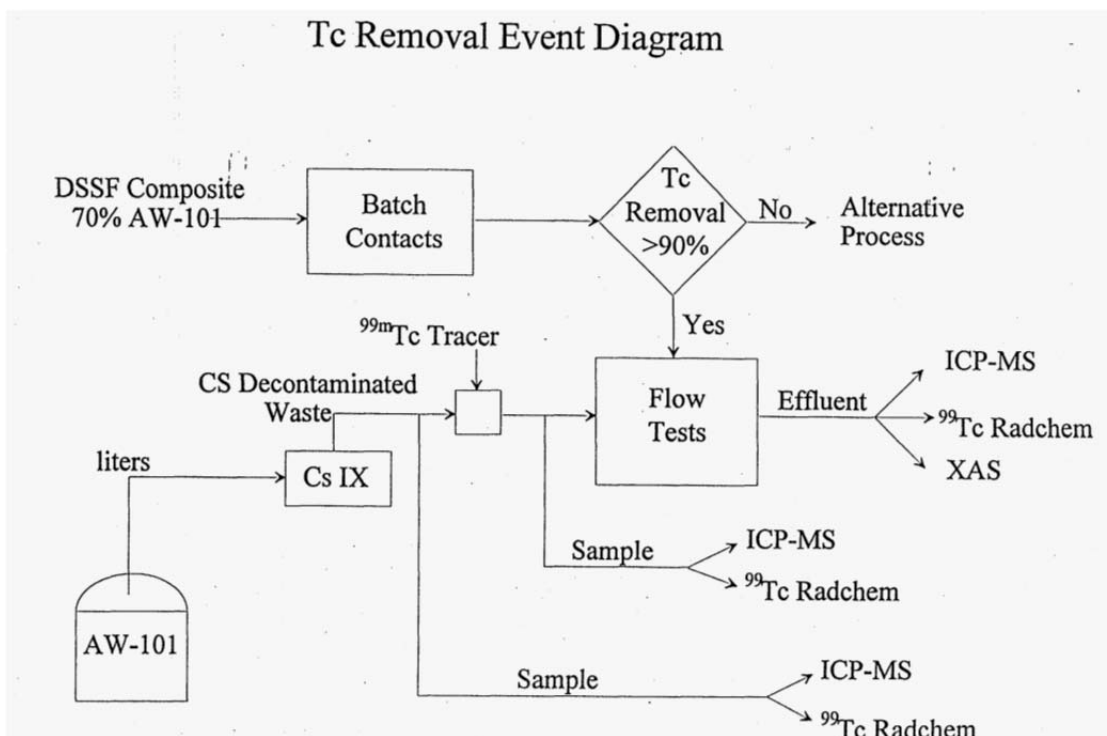 Tc Removal Event Diagram
DSSF Composite
70% AW-101
Batch
Contacts
Tc
Removal
>90%
No
Alternative
Process
Yes
99mTc Tracer
CS Decontaminated
Waste
liters
Cs IX
Flow
Tests
Effluent
ICP-MS
99Tc Radchem
XAS
Sample
ICP-MS
99Tc Radchem
AW-101
Sample
ICP-MS
99Tc Radchem